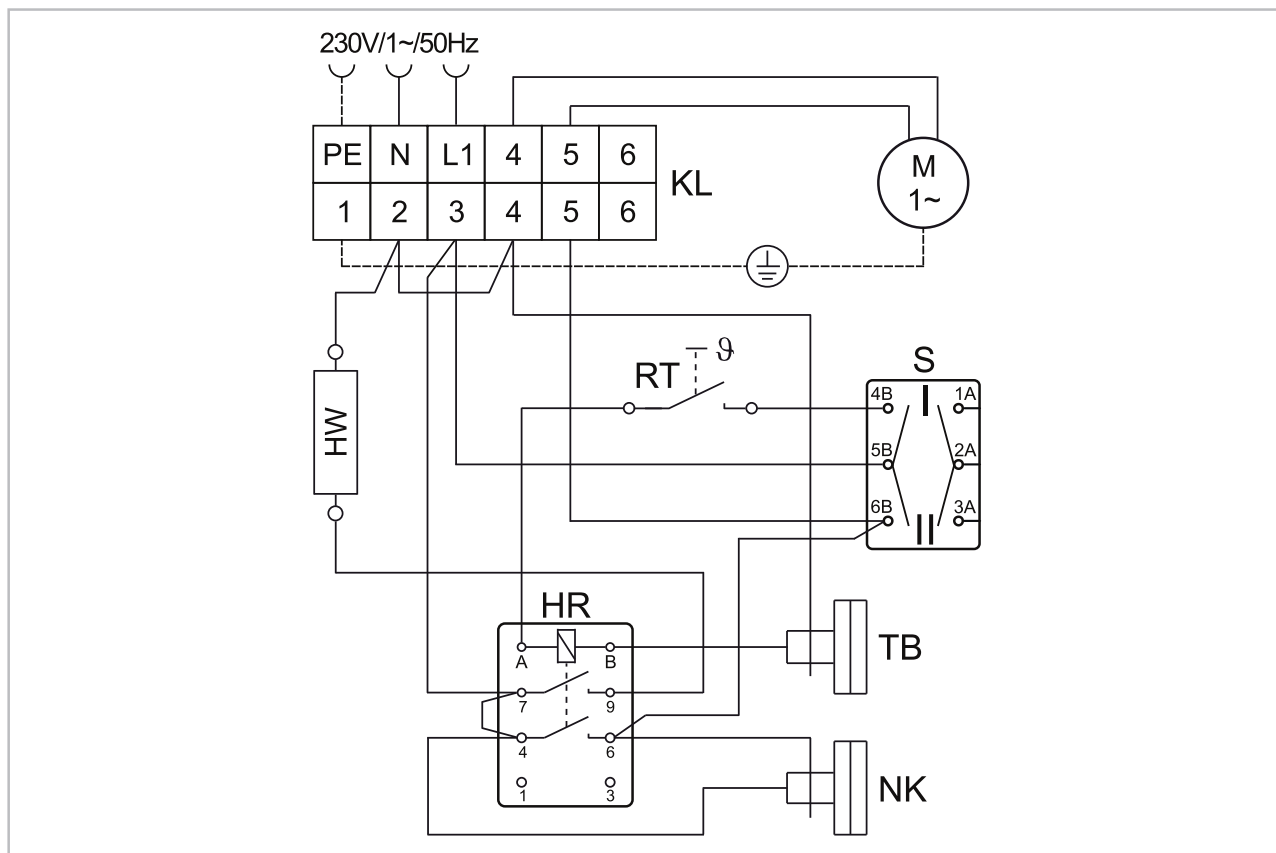 230V/1~/50Hz
PE N L1 4 5 6
KL
1 2 3 4 5 6
M
1~
RT ϑ
S
4B I 1A
5B 2A
6B II 3A
HW
HR
A B
7 9
4 6
1 3
TB
NK